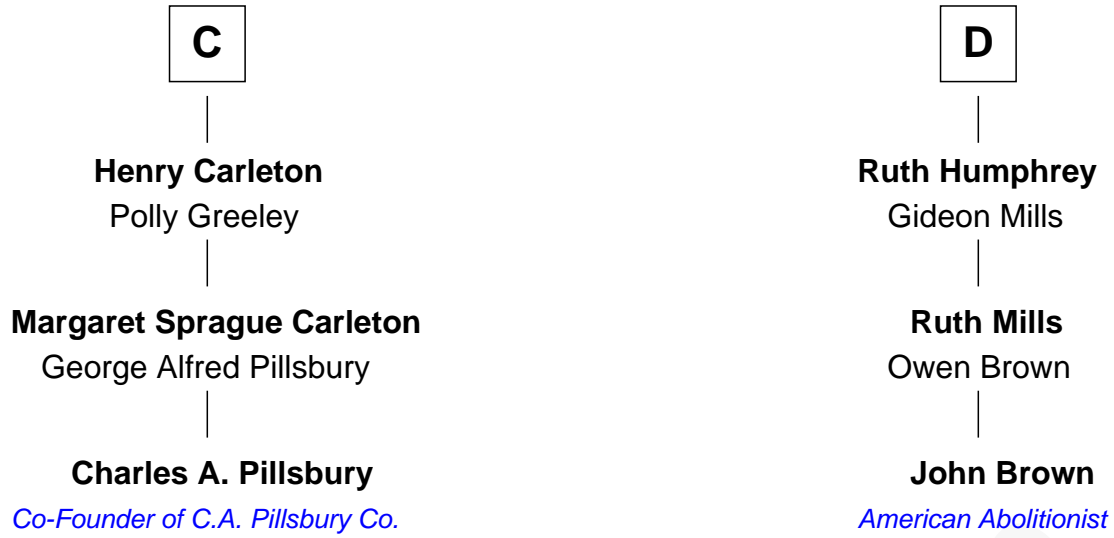 C
Henry Carleton
Polly Greeley
Margaret Sprague Carleton
George Alfred Pillsbury
Charles A. Pillsbury
Co-Founder of C.A. Pillsbury Co.
D
Ruth Humphrey
Gideon Mills
Ruth Mills
Owen Brown
John Brown
American Abolitionist